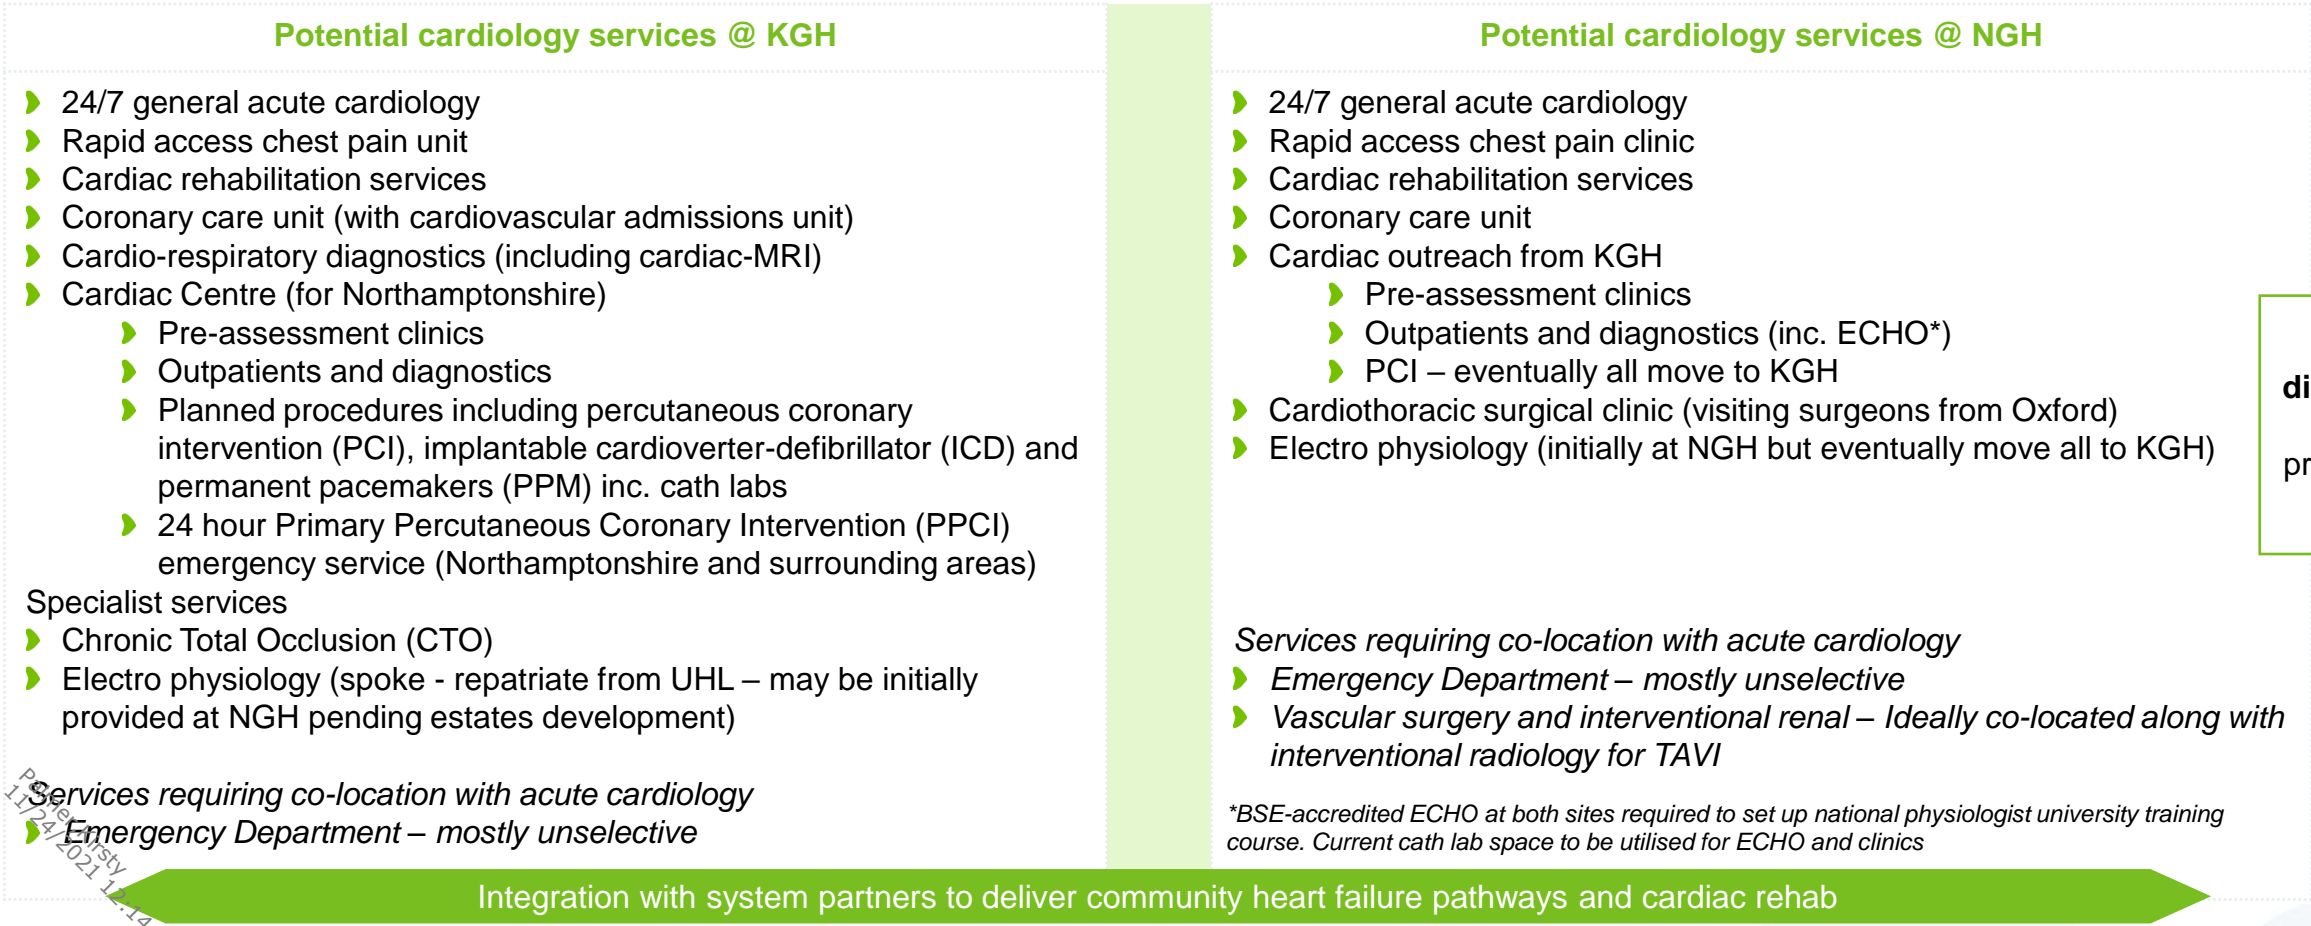 Potential cardiology services @ KGH
24/7 general acute cardiology
Rapid access chest pain unit
Cardiac rehabilitation services
Coronary care unit (with cardiovascular admissions unit)
Cardio-respiratory diagnostics (including cardiac-MRI)
Cardiac Centre (for Northamptonshire)
Pre-assessment clinics
Outpatients and diagnostics
Planned procedures including percutaneous coronary
intervention (PCI), implantable cardioverter-defibrillator (ICD) and
permanent pacemakers (PPM) inc. cath labs
24 hour Primary Percutaneous Coronary Intervention (PPCI)
emergency service (Northamptonshire and surrounding areas)
Specialist services
Chronic Total Occlusion (CTO)
Electro physiology (spoke - repatriate from UHL – may be initially
provided at NGH pending estates development)
Services requiring co-location with acute cardiology
Emergency Department – mostly unselective
Potential cardiology services @ NGH
24/7 general acute cardiology
Rapid access chest pain clinic
Cardiac rehabilitation services
Coronary care unit
Cardiac outreach from KGH
Pre-assessment clinics
Outpatients and diagnostics (inc. ECHO*)
PCI – eventually all move to KGH
Cardiothoracic surgical clinic (visiting surgeons from Oxford)
Electro physiology (initially at NGH but eventually move all to KGH)
Services requiring co-location with acute cardiology
Emergency Department – mostly unselective
Vascular surgery and interventional renal – Ideally co-located along with
interventional radiology for TAVI
*BSE-accredited ECHO at both sites required to set up national physiologist university training
course. Current cath lab space to be utilised for ECHO and clinics
di
pr
Integration with system partners to deliver community heart failure pathways and cardiac rehab
11/24/2021 12:14